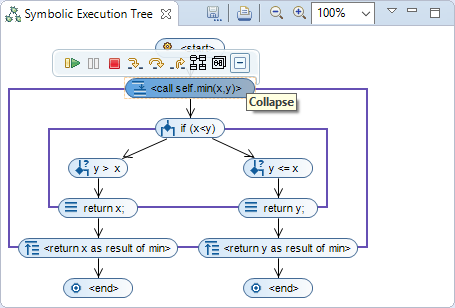 Symbolic Execution Tree
100%
<start>
<call self.min(x,y)>
Collapse
if (x<y)
y > x
y <= x
return x;
return y;
<return x as result of min>
<return y as result of min>
<end>
<end>